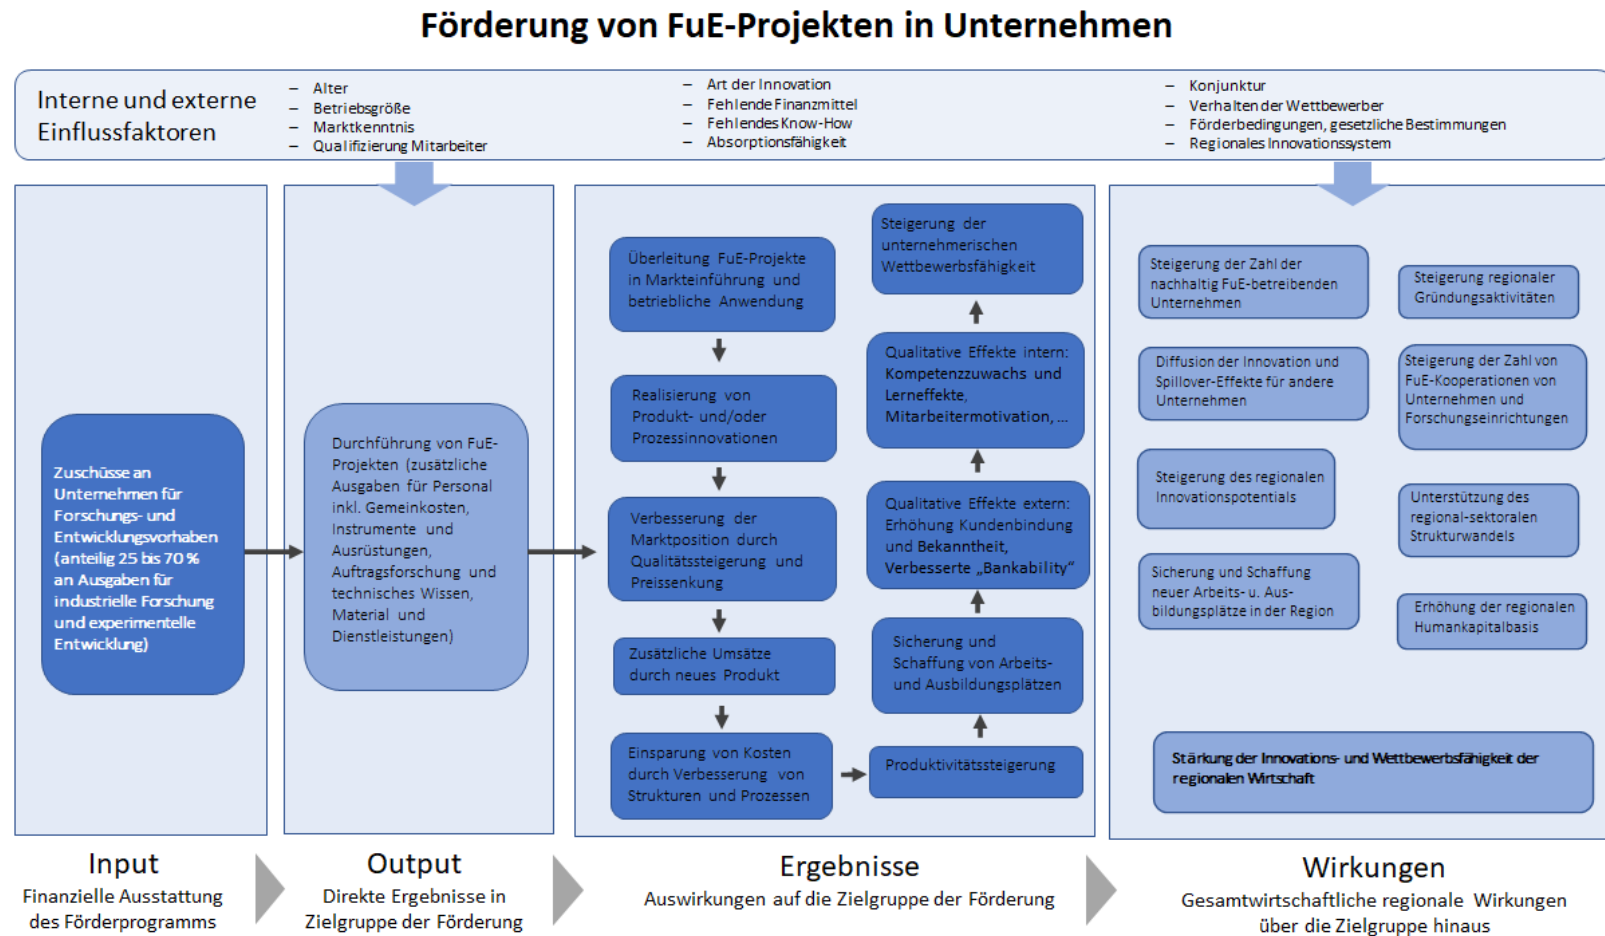 Förderung von FuE-Projekten in Unternehmen
Interne und externe
Einflussfaktoren
– Alter
– Betriebsgröße
– Marktkenntnis
– Qualifizierung Mitarbeiter
– Art der Innovation
– Fehlende Finanzmittel
– Fehlendes Know-How
– Absorptionsfähigkeit
– Konjunktur
– Verhalten der Wettbewerber
– Förderbedingungen, gesetzliche Bestimmungen
– Regionales Innovationssystem
Zuschüsse an
Unternehmen für
Forschungs- und
Entwicklungsvorhaben
(anteilig 25 bis 70 %
an Ausgaben für
industrielle Forschung
und experimentelle
Entwicklung)
Durchführung von FuE-
Projekten (zusätzliche
Ausgaben für Personal
inkl. Gemeinkosten,
Instrumente und
Ausrüstungen,
Auftragsforschung und
technisches Wissen,
Material und
Dienstleistungen)
Überleitung FuE-Projekte
in Markteinführung und
betriebliche Anwendung
Realisierung von
Produkt- und/oder
Prozessinnovationen
Verbesserung der
Marktposition durch
Qualitätssteigerung und
Preissenkung
Zusätzliche Umsätze
durch neues Produkt
Einsparung von Kosten
durch Verbesserung von
Strukturen und Prozessen
Produktivitätssteigerung
Sicherung und
Schaffung von Arbeits-
und Ausbildungsplätzen
Qualitative Effekte extern:
Erhöhung Kundenbindung
und Bekanntheit,
Verbesserte „Bankability“
Qualitative Effekte intern:
Kompetenzzuwachs und
Lerneffekte,
Mitarbeitermotivation, ...
Steigerung der
unternehmerischen
Wettbewerbsfähigkeit
Steigerung der Zahl der
nachhaltig FuE-betreibenden
Unternehmen
Diffusion der Innovation und
Spillover-Effekte für andere
Unternehmen
Steigerung des regionalen
Innovationspotentials
Sicherung und Schaffung
neuer Arbeits- u. Aus-
bildungsplätze in der Region
Steigerung regionaler
Gründungsaktivitäten
Steigerung der Zahl von
FuE-Kooperationen von
Unternehmen und
Forschungseinrichtungen
Unterstützung des
regional-sektoralen
Strukturwandels
Erhöhung der regionalen
Humankapitalbasis
Stärkung der Innovations- und Wettbewerbsfähigkeit der
regionalen Wirtschaft
Input
Finanzielle Ausstattung
des Förderprogramms
Output
Direkte Ergebnisse in
Zielgruppe der Förderung
Ergebnisse
Auswirkungen auf die Zielgruppe der Förderung
Wirkungen
Gesamtwirtschaftliche regionale Wirkungen
über die Zielgruppe hinaus